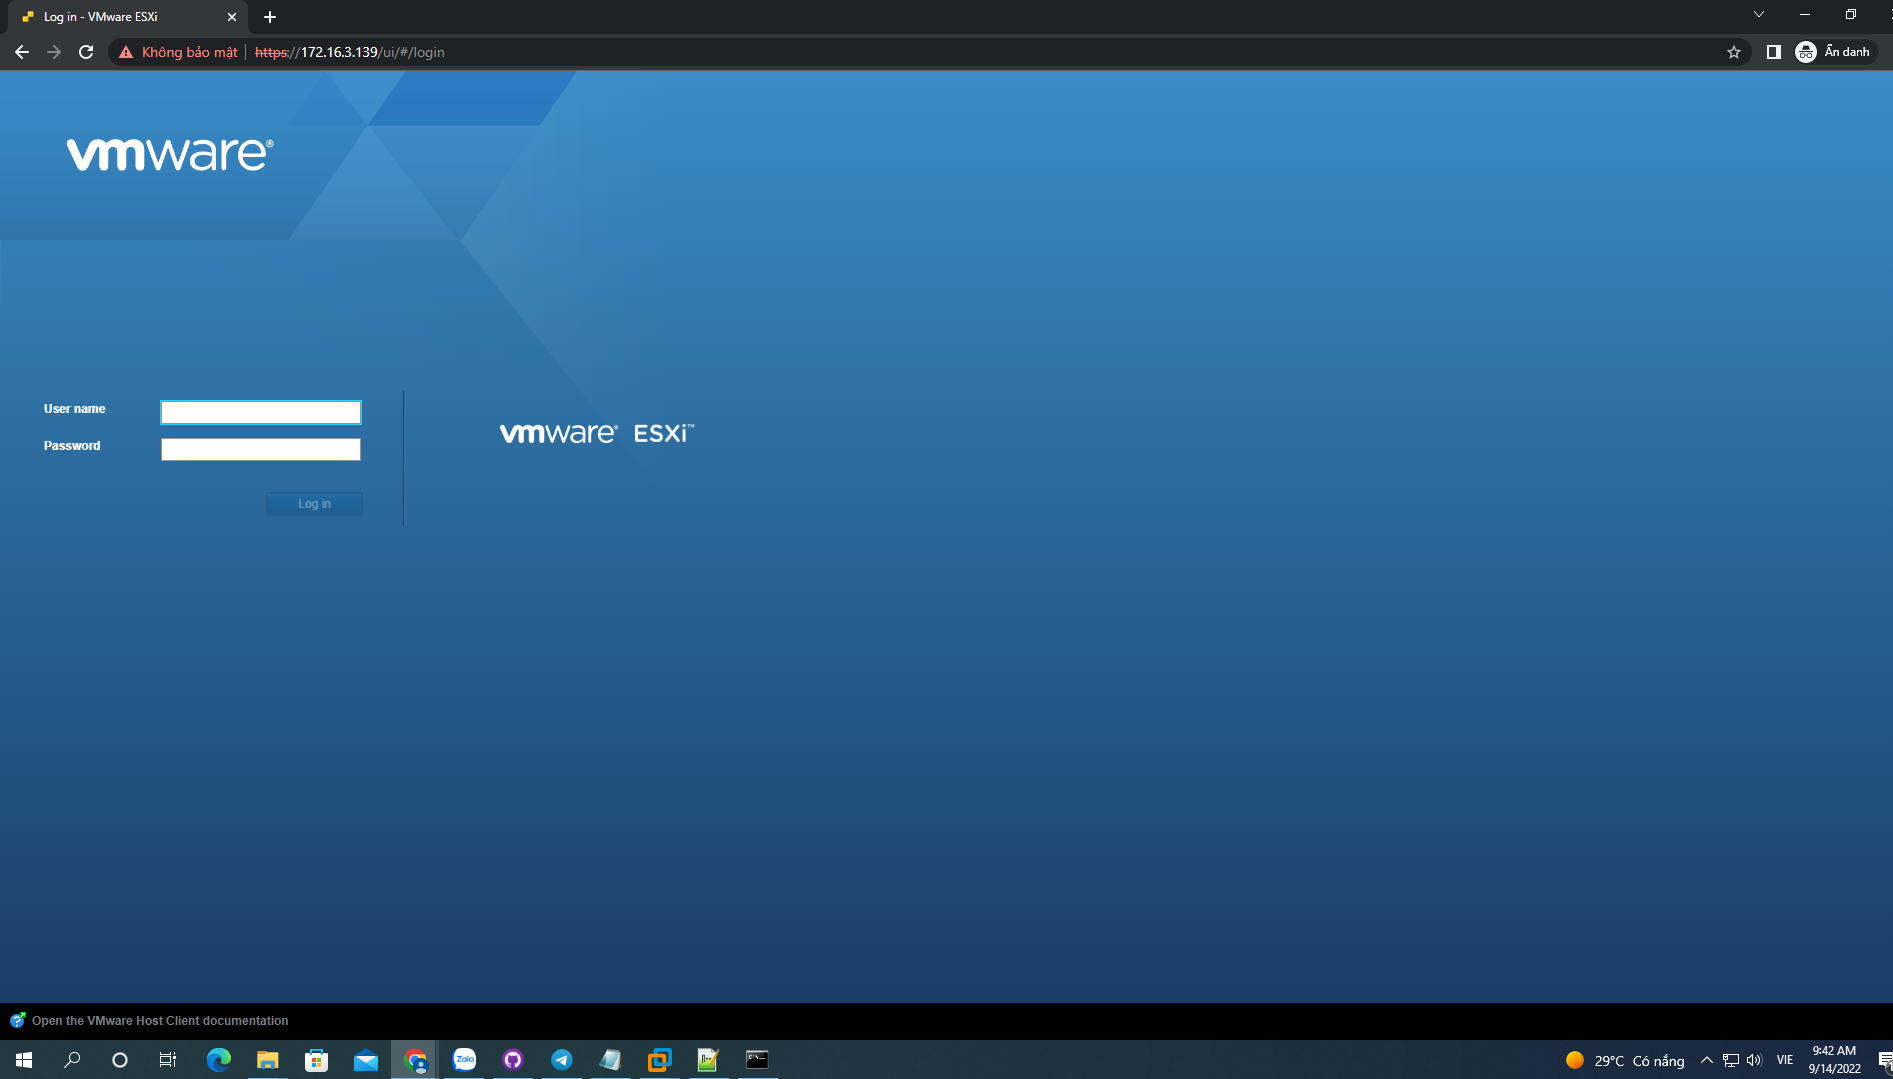 Log in - VMware ESXi
Không bảo mật
https://172.16.3.139/ui/#/login
Ẩn danh
vmware®
User name
Password
Log in
vmware® ESXi™
Open the VMware Host Client documentation
Zalo
29°C Có nắng
VIE
9:42 AM
9/14/2022